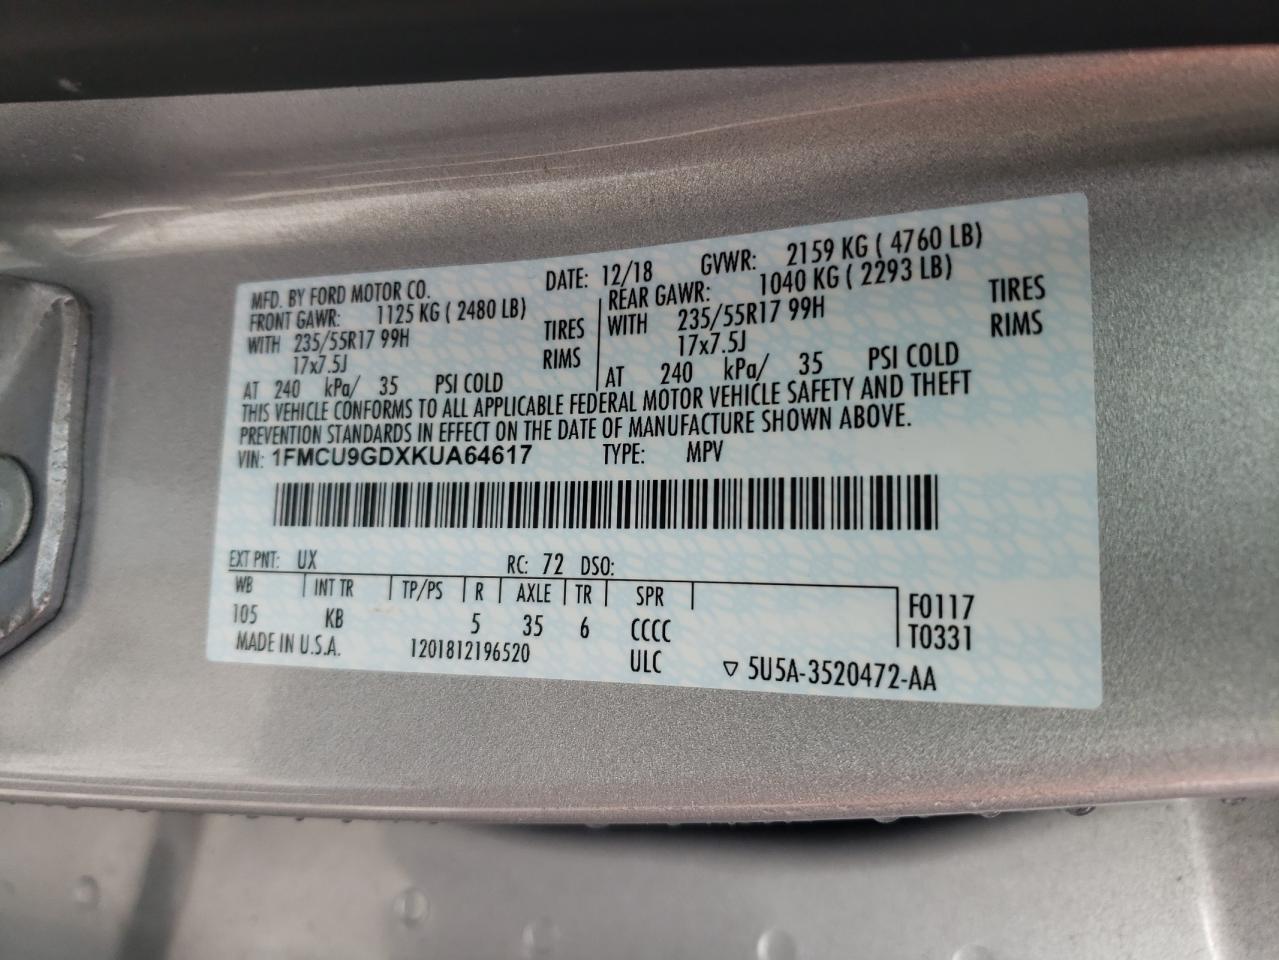 MFD. BY FORD MOTOR CO. DATE: 12/18 GVWR: 2159 KG ( 4760 LB)
FRONT GAWR: 1125 KG ( 2480 LB) REAR GAWR: 1040 KG ( 2293 LB)
WITH 235/55R17 99H TIRES WITH 235/55R17 99H TIRES
17x7.5J RIMS 17x7.5J RIMS
AT 240 kPa/ 35 PSI COLD AT 240 kPa/ 35 PSI COLD
THIS VEHICLE CONFORMS TO ALL APPLICABLE FEDERAL MOTOR VEHICLE SAFETY AND THEFT
PREVENTION STANDARDS IN EFFECT ON THE DATE OF MANUFACTURE SHOWN ABOVE.
VIN: 1FMCU9GDXKUA64617 TYPE: MPV
EXT PNT: UX RC: 72 DSO:
WB INT TR TP/PS R AXLE TR SPR F0117
105 KB 5 35 6 CCCC T0331
MADE IN U.S.A. 1201812196520 ULC ▽ 5U5A-3520472-AA